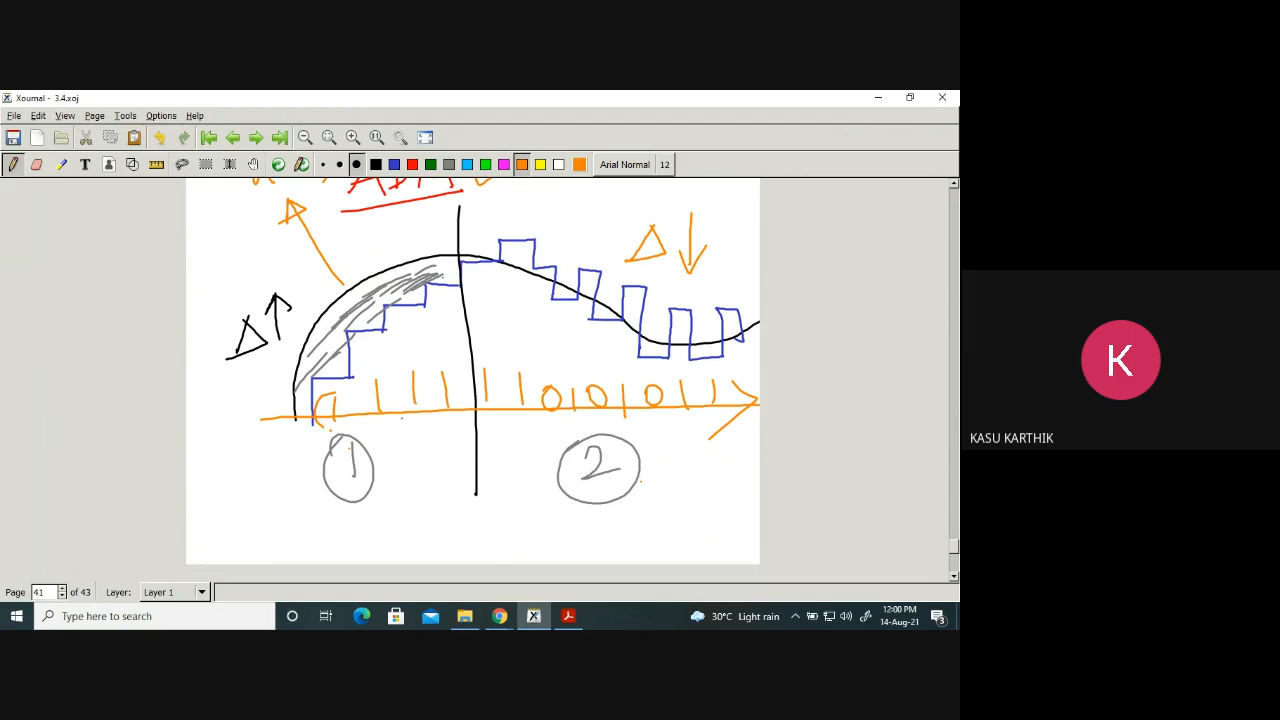 Xournal - 3.4.xoj
File Edit View Page Tools Options Help
Arial Normal 12
Δ↑
Δ↓
1 1 1 1 1 1 0 1 0 1 0 1 1
1
2
Page 41 of 43 Layer: Layer 1
Type here to search
30°C Light rain
12:00 PM
14-Aug-21
3
K
KASU KARTHIK